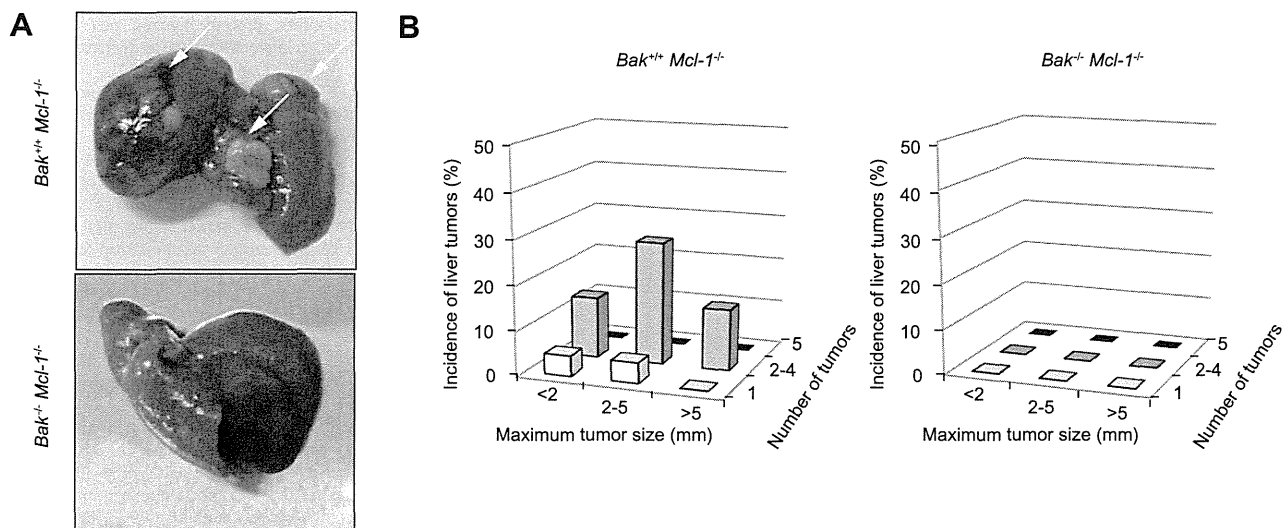 A
Bak+/+ Mcl-1-/-
Bak-/- Mcl-1-/-
B
Bak+/+ Mcl-1-/-
Incidence of liver tumors (%)
50
40
30
20
10
0
<2
2-5
>5
Maximum tumor size (mm)
1
2-4
5
Number of tumors
Bak-/- Mcl-1-/-
Incidence of liver tumors (%)
50
40
30
20
10
0
<2
2-5
>5
Maximum tumor size (mm)
1
2-4
5
Number of tumors